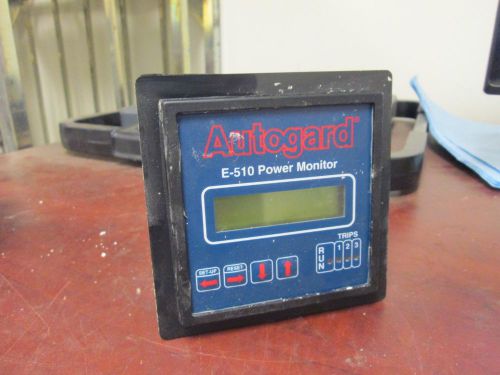 Autogard
E-510 Power Monitor
TRIPS
RUN 1 2 3
SET-UP RESET